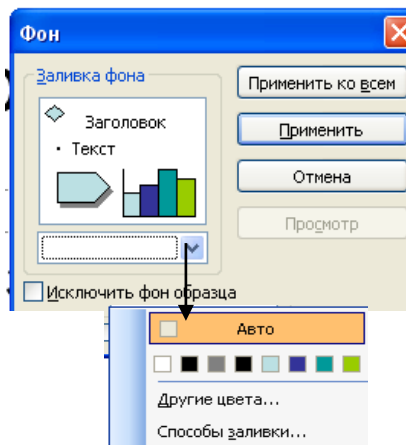 Фон
Заливка фона
Заголовок
• Текст
Применить ко всем
Применить
Отмена
Просмотр
Исключить фон образца
Авто
Другие цвета...
Способы заливки...